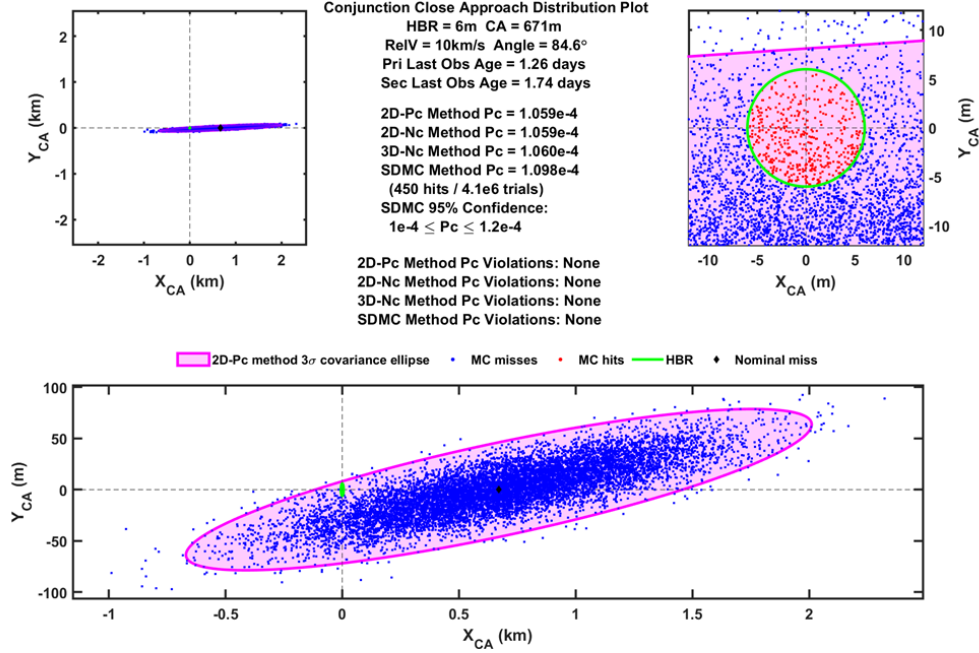 Conjunction Close Approach Distribution Plot
HBR = 6m CA = 671m
RelV = 10km/s Angle = 84.6°
Pri Last Obs Age = 1.26 days
Sec Last Obs Age = 1.74 days
2D-Pc Method Pc = 1.059e-4
2D-Nc Method Pc = 1.059e-4
3D-Nc Method Pc = 1.060e-4
SDMC Method Pc = 1.098e-4
(450 hits / 4.1e6 trials)
SDMC 95% Confidence:
1e-4 ≤ Pc ≤ 1.2e-4
2D-Pc Method Pc Violations: None
2D-Nc Method Pc Violations: None
3D-Nc Method Pc Violations: None
SDMC Method Pc Violations: None
2
1
0
-1
-2
Y_CA (km)
-2 -1 0 1 2
X_CA (km)
10
5
0
-5
-10
Y_CA (m)
-10 -5 0 5 10
X_CA (m)
2D-Pc method 3σ covariance ellipse MC misses MC hits HBR Nominal miss
100
50
0
-50
-100
Y_CA (m)
-1 -0.5 0 0.5 1 1.5 2
X_CA (km)